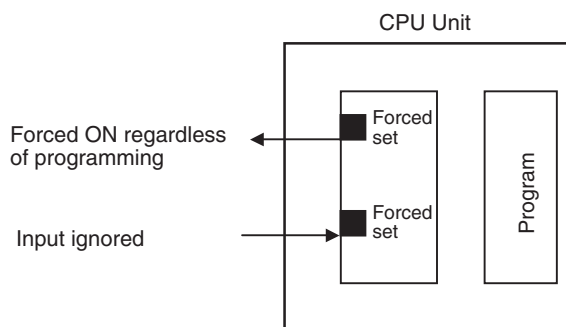 CPU Unit
Forced ON regardless
of programming
Forced
set
Input ignored
Forced
set
Program